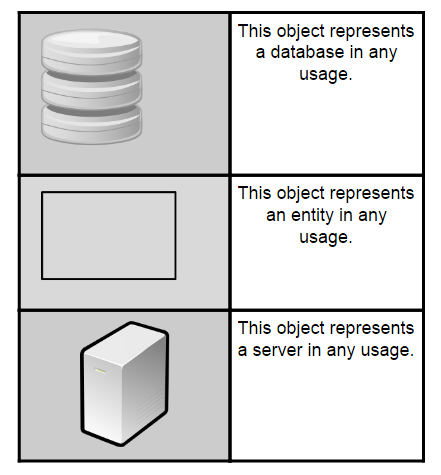 This object represents
a database in any
usage.
This object represents
an entity in any
usage.
This object represents
a server in any usage.